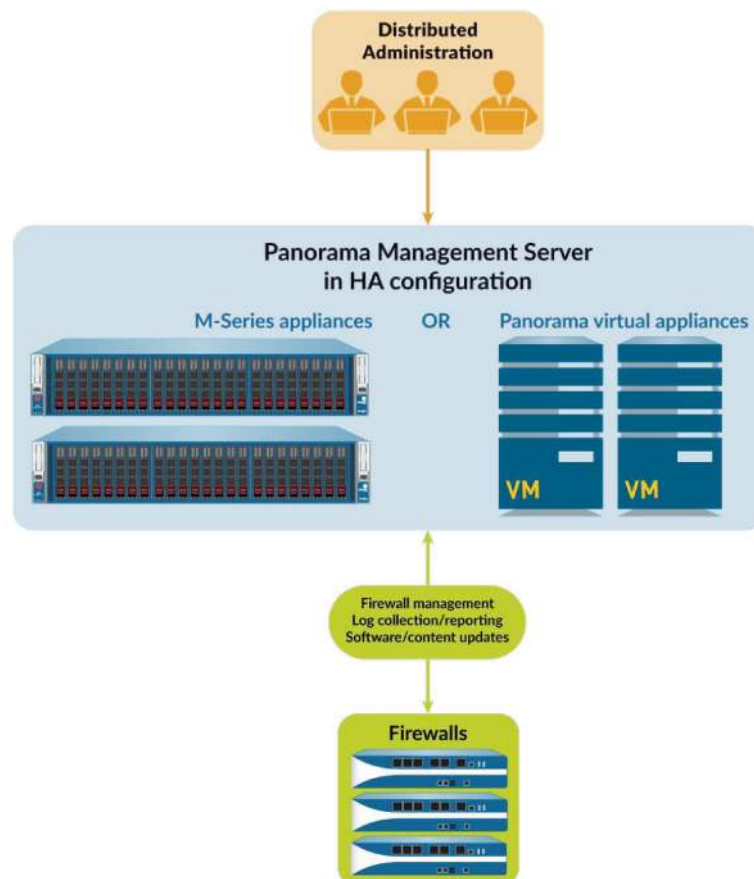 Distributed
Administration
Panorama Management Server
in HA configuration
M-Series appliances OR Panorama virtual appliances
VM VM
Firewall management
Log collection/reporting
Software/content updates
Firewalls